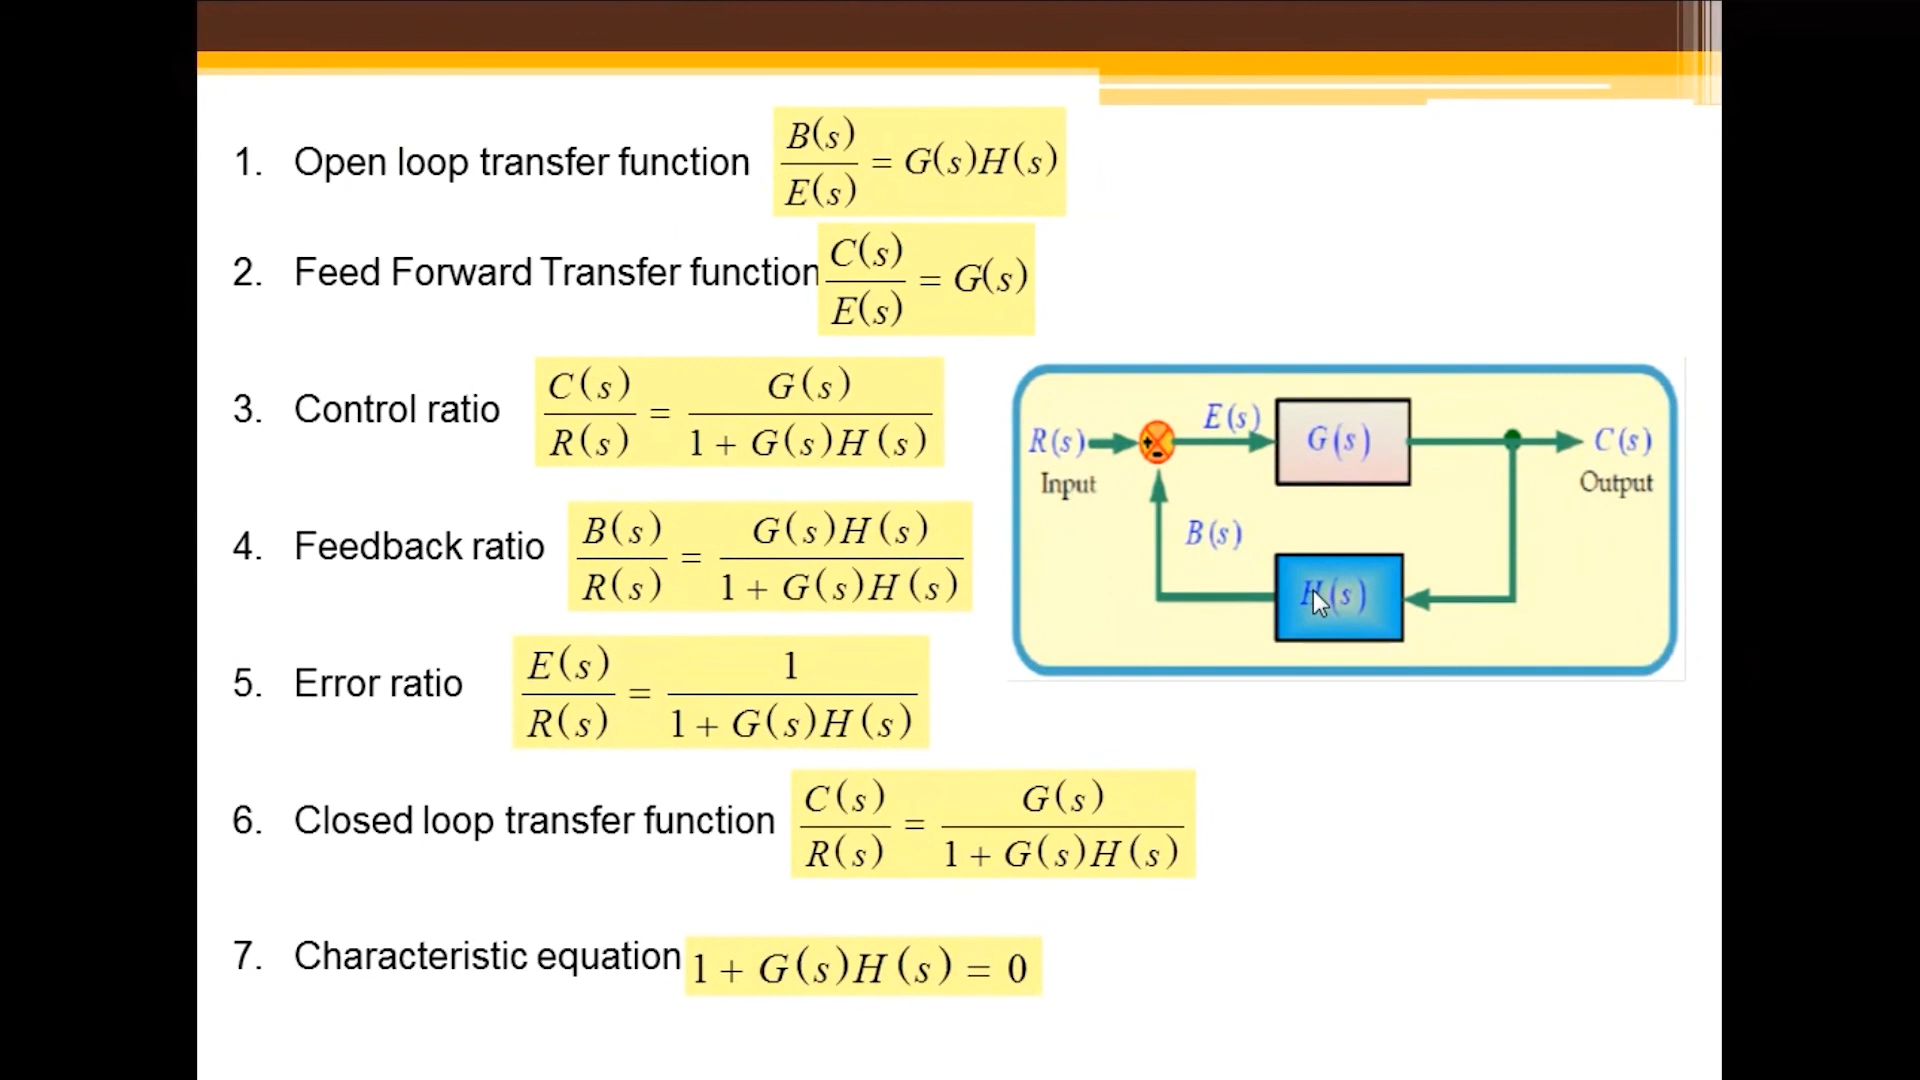 1. Open loop transfer function B(s)/E(s) = G(s)H(s)
2. Feed Forward Transfer function C(s)/E(s) = G(s)
3. Control ratio C(s)/R(s) = G(s)/(1 + G(s)H(s))
4. Feedback ratio B(s)/R(s) = G(s)H(s)/(1 + G(s)H(s))
5. Error ratio E(s)/R(s) = 1/(1 + G(s)H(s))
6. Closed loop transfer function C(s)/R(s) = G(s)/(1 + G(s)H(s))
7. Characteristic equation 1 + G(s)H(s) = 0
R(s)
Input
+
-
E(s)
G(s)
C(s)
Output
B(s)
H(s)